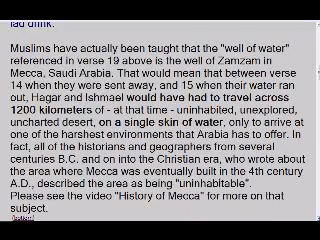 lad drink.
Muslims have actually been taught that the "well of water"
referenced in verse 19 above is the well of Zamzam in
Mecca, Saudi Arabia. That would mean that between verse
14 when they were sent away, and 15 when their water ran
out, Hagar and Ishmael would have had to travel across
1200 kilometers of - at that time - uninhabited, unexplored,
uncharted desert, on a single skin of water, only to arrive at
one of the harshest environments that Arabia has to offer. In
fact, all of the historians and geographers from several
centuries B.C. and on into the Christian era, who wrote about
the area where Mecca was eventually built in the 4th century
A.D., described the area as being "uninhabitable".
Please see the video "History of Mecca" for more on that
subject.